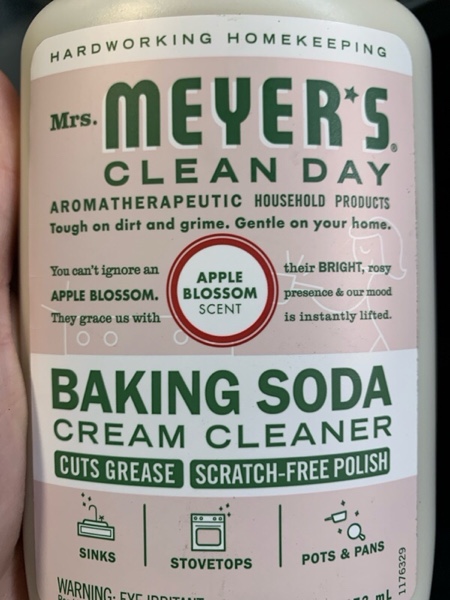 HARDWORKING HOMEKEEPING
Mrs. MEYER'S®
CLEAN DAY
AROMATHERAPEUTIC HOUSEHOLD PRODUCTS
Tough on dirt and grime. Gentle on your home.
You can't ignore an
APPLE BLOSSOM.
They grace us with
APPLE
BLOSSOM
SCENT
their BRIGHT, rosy
presence & our mood
is instantly lifted.
BAKING SODA
CREAM CLEANER
CUTS GREASE SCRATCH-FREE POLISH
SINKS
STOVETOPS
POTS & PANS
1176329
WARNING: EYE IRRITANT
mL